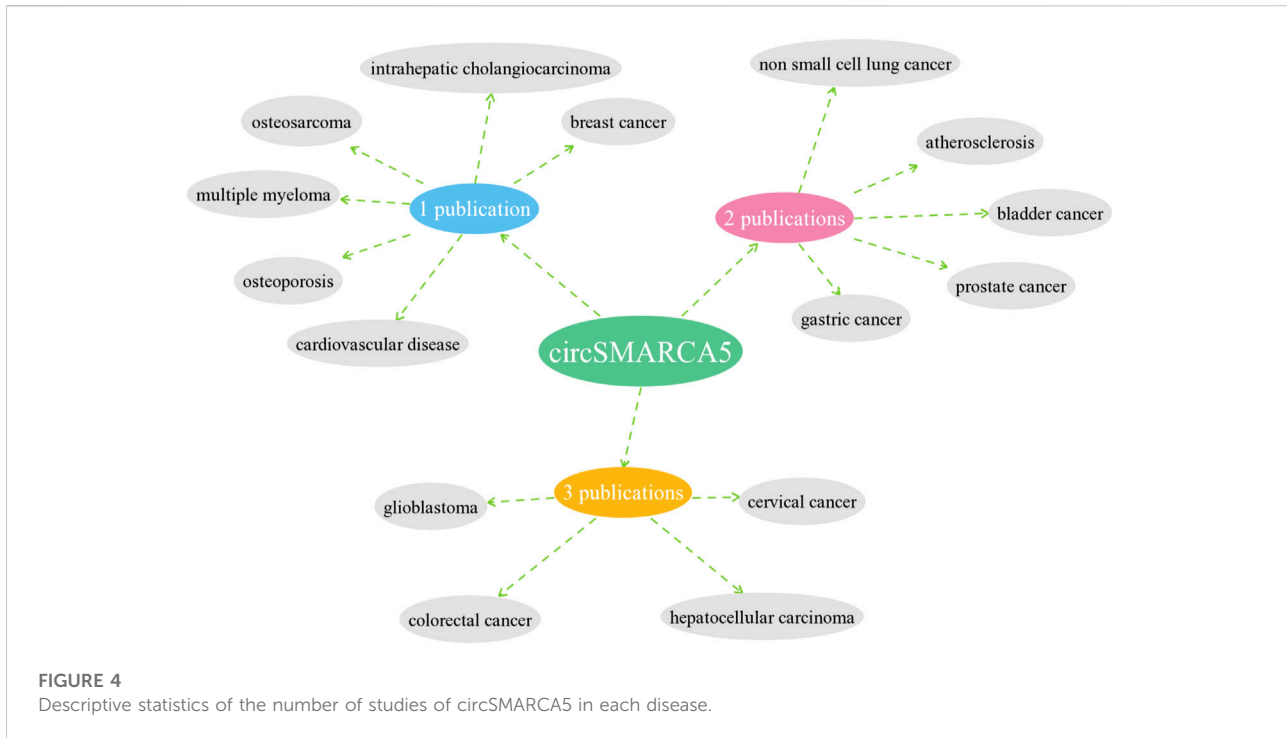 intrahepatic cholangiocarcinoma
osteosarcoma
breast cancer
multiple myeloma
1 publication
osteoporosis
cardiovascular disease
non small cell lung cancer
atherosclerosis
2 publications
bladder cancer
prostate cancer
gastric cancer
circSMARCA5
3 publications
glioblastoma
cervical cancer
colorectal cancer
hepatocellular carcinoma
FIGURE 4
Descriptive statistics of the number of studies of circSMARCA5 in each disease.